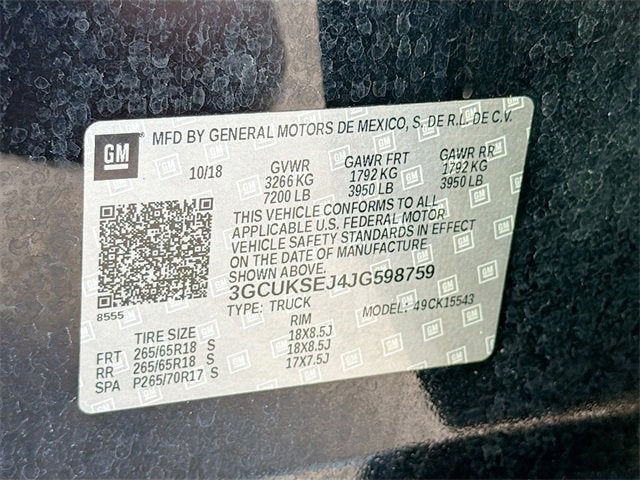 GM
MFD BY GENERAL MOTORS DE MEXICO, S. DE R.L. DE C.V.
10/18 GVWR GAWR FRT GAWR RR
3266 KG 1792 KG 1792 KG
7200 LB 3950 LB 3950 LB
THIS VEHICLE CONFORMS TO ALL
APPLICABLE U.S. FEDERAL MOTOR
VEHICLE SAFETY STANDARDS IN EFFECT
ON THE DATE OF MANUFACTURE
SHOWN ABOVE.
3GCUKSEJ4JG598759
8555 TYPE: TRUCK MODEL: 49CK15543
TIRE SIZE RIM
FRT 265/65R18 S 18X8.5J
RR 265/65R18 S 18X8.5J
SPA P265/70R17 S 17X7.5J